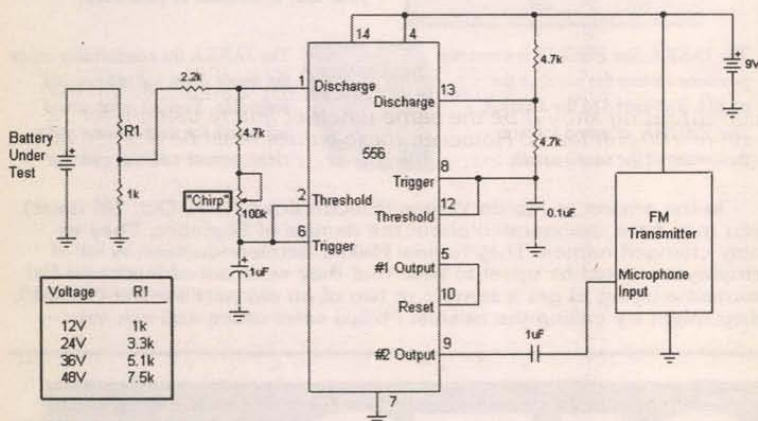 14
4
2.2k
1
Discharge
Discharge
13
4.7k
9V
Battery
Under
Test
R1
4.7k
556
4.7k
Trigger
8
1k
"Chirp"
100k
2
Threshold
12
Threshold
0.1uF
FM
Transmitter
6
Trigger
1uF
#1 Output
5
Microphone
Input
Reset
10
1uF
#2 Output
9
7
Voltage R1
12V 1k
24V 3.3k
36V 5.1k
48V 7.5k